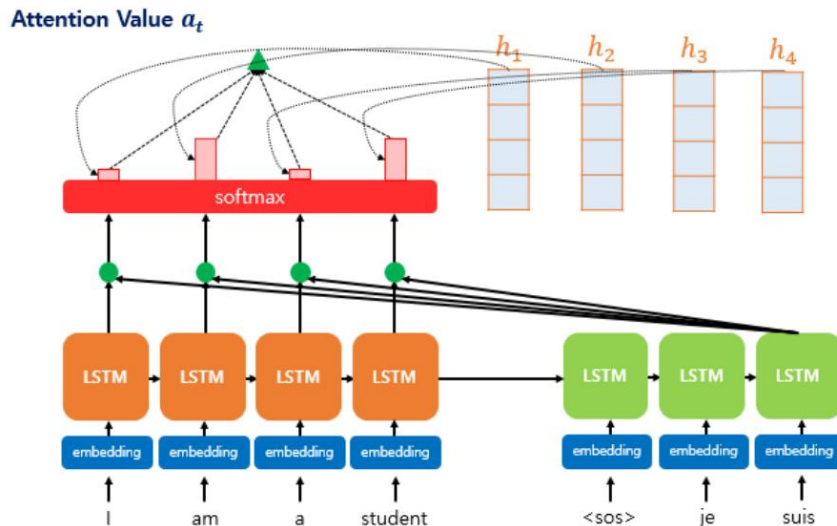 Attention Value a_t
h_1 h_2 h_3 h_4
softmax
LSTM LSTM LSTM LSTM LSTM LSTM LSTM
embedding embedding embedding embedding embedding embedding embedding
I am a student <sos> je suis